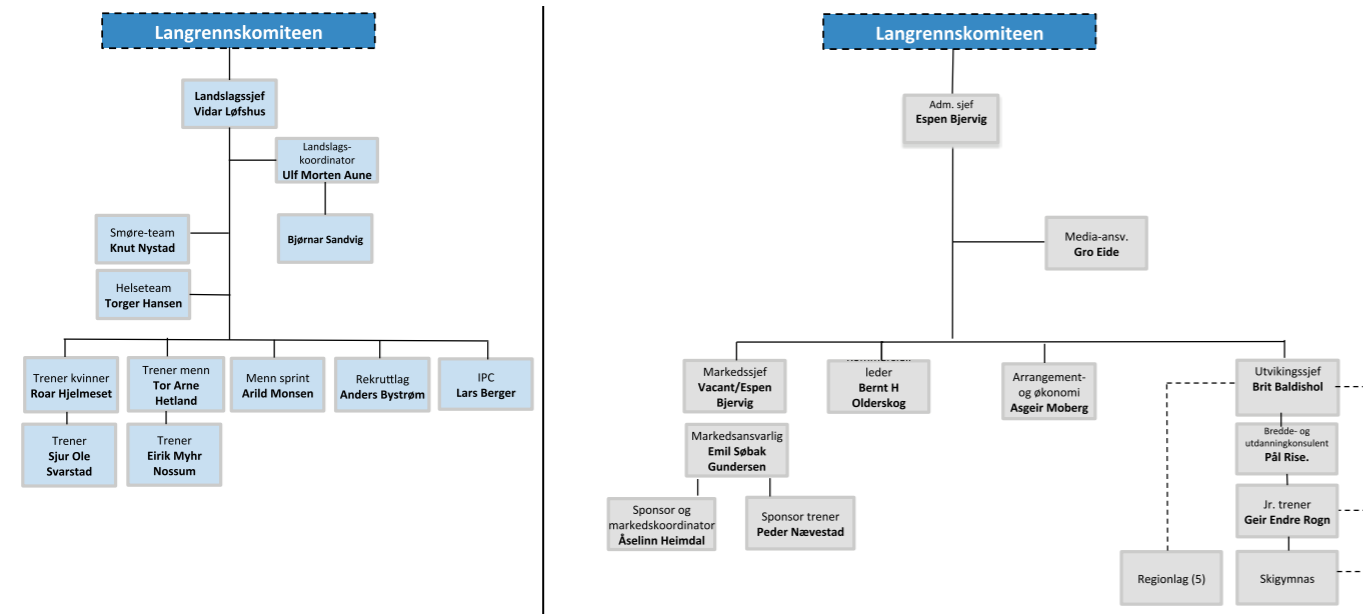 Langrennskomiteen
Landslagssjef
Vidar Løfshus
Landslags-
koordinator
Ulf Morten Aune
Smøre-team
Knut Nystad
Bjørnar Sandvig
Helseteam
Torger Hansen
Trener kvinner
Roar Hjelmeset
Trener menn
Tor Arne
Hetland
Menn sprint
Arild Monsen
Rekruttlag
Anders Bystrøm
IPC
Lars Berger
Trener
Sjur Ole
Svarstad
Trener
Eirik Myhr
Nossum
Langrennskomiteen
Adm. sjef
Espen Bjervig
Media-ansv.
Gro Eide
Markedssjef
Vacant/Espen
Bjervig
leder
Bernt H
Olderskog
Arrangement-
og økonomi
Asgeir Moberg
Utvikingssjef
Brit Baldishol
Markedsansvarlig
Emil Søbak
Gundersen
Bredde- og
utdanningkonsulent
Pål Rise.
Sponsor og
markedskoordinator
Åselinn Heimdal
Sponsor trener
Peder Nævestad
Jr. trener
Geir Endre Rogn
Regionlag (5)
Skigymnas